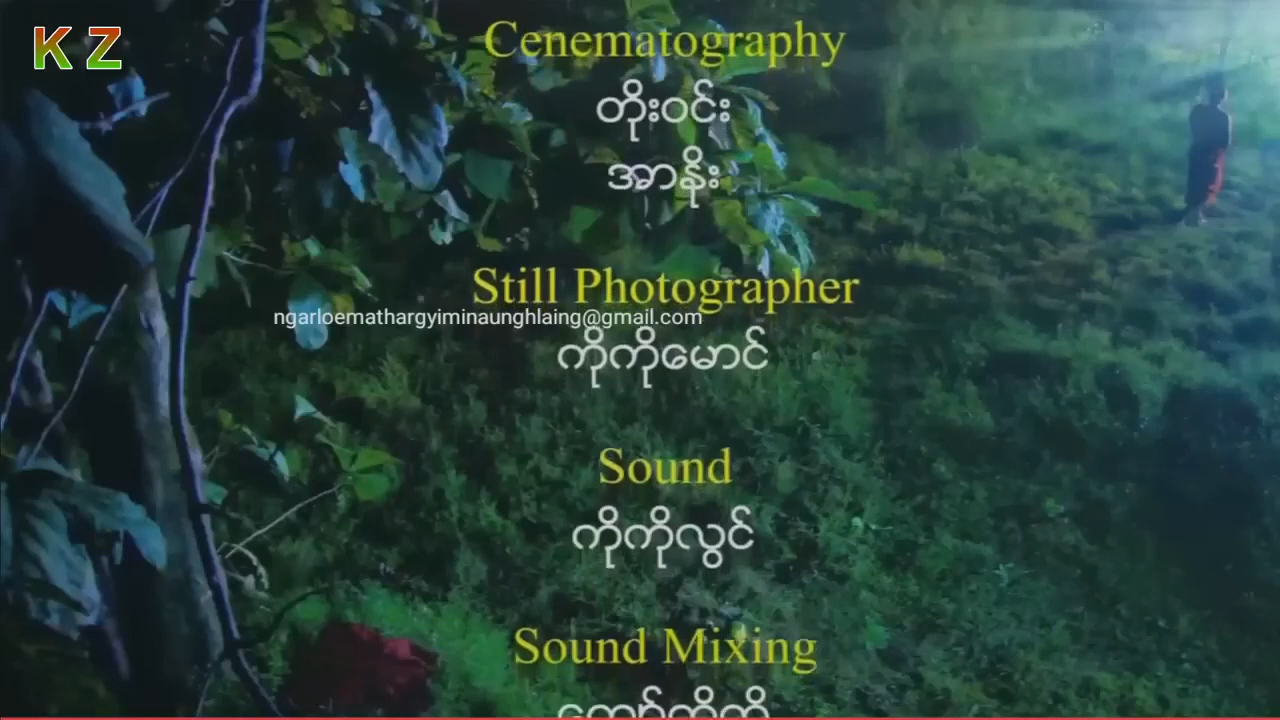 K Z
Cenematography
တိုးဝင်း
အာနိုး
Still Photographer
ngarloemathargyiminaunghlaing@gmail.com
ကိုကိုမောင်
Sound
ကိုကိုလွင်
Sound Mixing